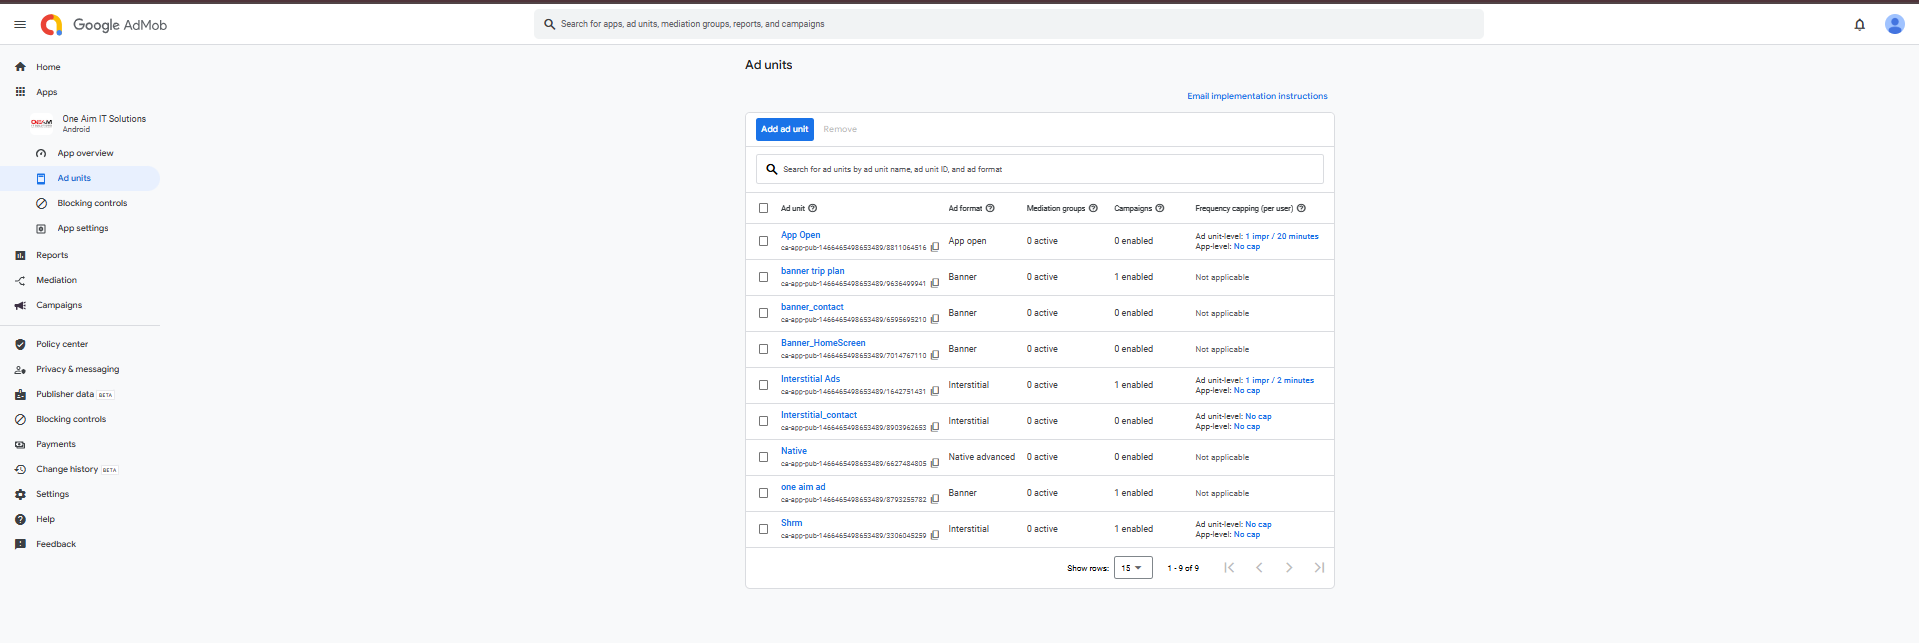 Google AdMob
Search for apps, ad units, mediation groups, reports, and campaigns
Home
Apps
One Aim IT Solutions
Android
App overview
Ad units
Blocking controls
App settings
Reports
Mediation
Campaigns
Policy center
Privacy & messaging
Publisher data BETA
Blocking controls
Payments
Change history BETA
Settings
Help
Feedback
Ad units
Email implementation instructions
Add ad unit Remove
Search for ad units by ad unit name, ad unit ID, and ad format
Ad unit Ad format Mediation groups Campaigns Frequency capping (per user)
App Open
ca-app-pub-1466465498653489/8811064516
App open 0 active 0 enabled
Ad unit-level: 1 impr / 20 minutes
App-level: No cap
banner trip plan
ca-app-pub-1466465498653489/9636499941
Banner 0 active 1 enabled Not applicable
banner_contact
ca-app-pub-1466465498653489/6595695210
Banner 0 active 0 enabled Not applicable
Banner_HomeScreen
ca-app-pub-1466465498653489/7014767110
Banner 0 active 0 enabled Not applicable
Interstitial Ads
ca-app-pub-1466465498653489/1642751431
Interstitial 0 active 1 enabled
Ad unit-level: 1 impr / 2 minutes
App-level: No cap
Interstitial_contact
ca-app-pub-1466465498653489/8903962653
Interstitial 0 active 0 enabled
Ad unit-level: No cap
App-level: No cap
Native
ca-app-pub-1466465498653489/6627484805
Native advanced 0 active 0 enabled Not applicable
one aim ad
ca-app-pub-1466465498653489/8793255782
Banner 0 active 1 enabled Not applicable
Shrm
ca-app-pub-1466465498653489/3306045259
Interstitial 0 active 1 enabled
Ad unit-level: No cap
App-level: No cap
Show rows: 15 1 - 9 of 9